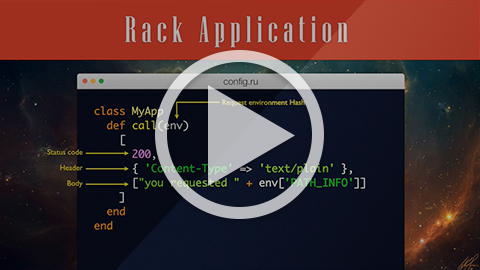 Rack Application
config.ru
Request environment Hash
class MyApp
def call(env)
[
Status code
200,
Header
{ 'Content-Type' => 'text/plain' },
Body
["you requested " + env['PATH_INFO']]
]
end
end